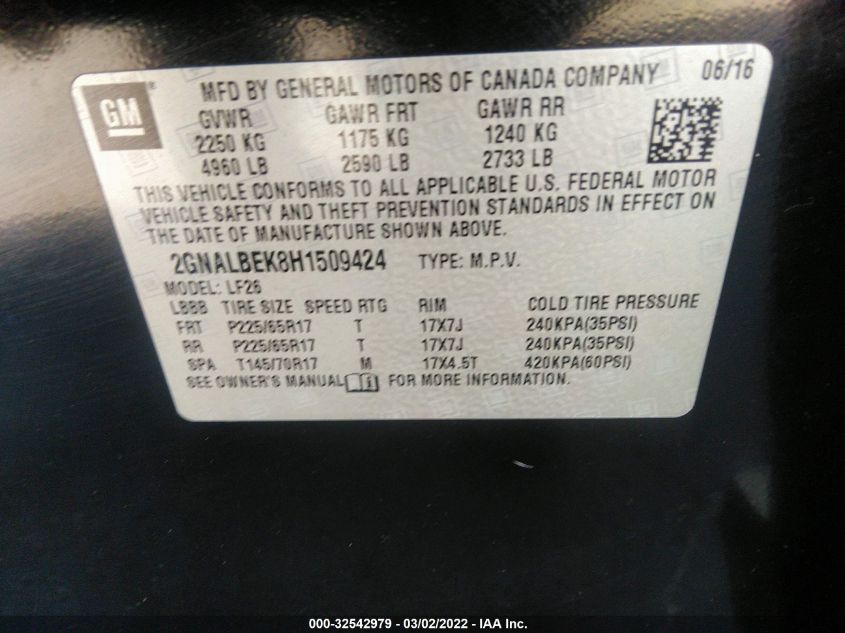 GM ®
MFD BY GENERAL MOTORS OF CANADA COMPANY 06/16
GVWR GAWR FRT GAWR RR
2250 KG 1175 KG 1240 KG
4960 LB 2590 LB 2733 LB
THIS VEHICLE CONFORMS TO ALL APPLICABLE U.S. FEDERAL MOTOR
VEHICLE SAFETY AND THEFT PREVENTION STANDARDS IN EFFECT ON
THE DATE OF MANUFACTURE SHOWN ABOVE.
2GNALBEK8H1509424 TYPE: M.P.V.
MODEL: LF26
LBBB TIRE SIZE SPEED RTG RIM COLD TIRE PRESSURE
FRT P225/65R17 T 17X7J 240KPA(35PSI)
RR P225/65R17 T 17X7J 240KPA(35PSI)
SPA T145/70R17 M 17X4.5T 420KPA(60PSI)
SEE OWNER'S MANUAL i FOR MORE INFORMATION.
000-32542979 - 03/02/2022 - IAA Inc.